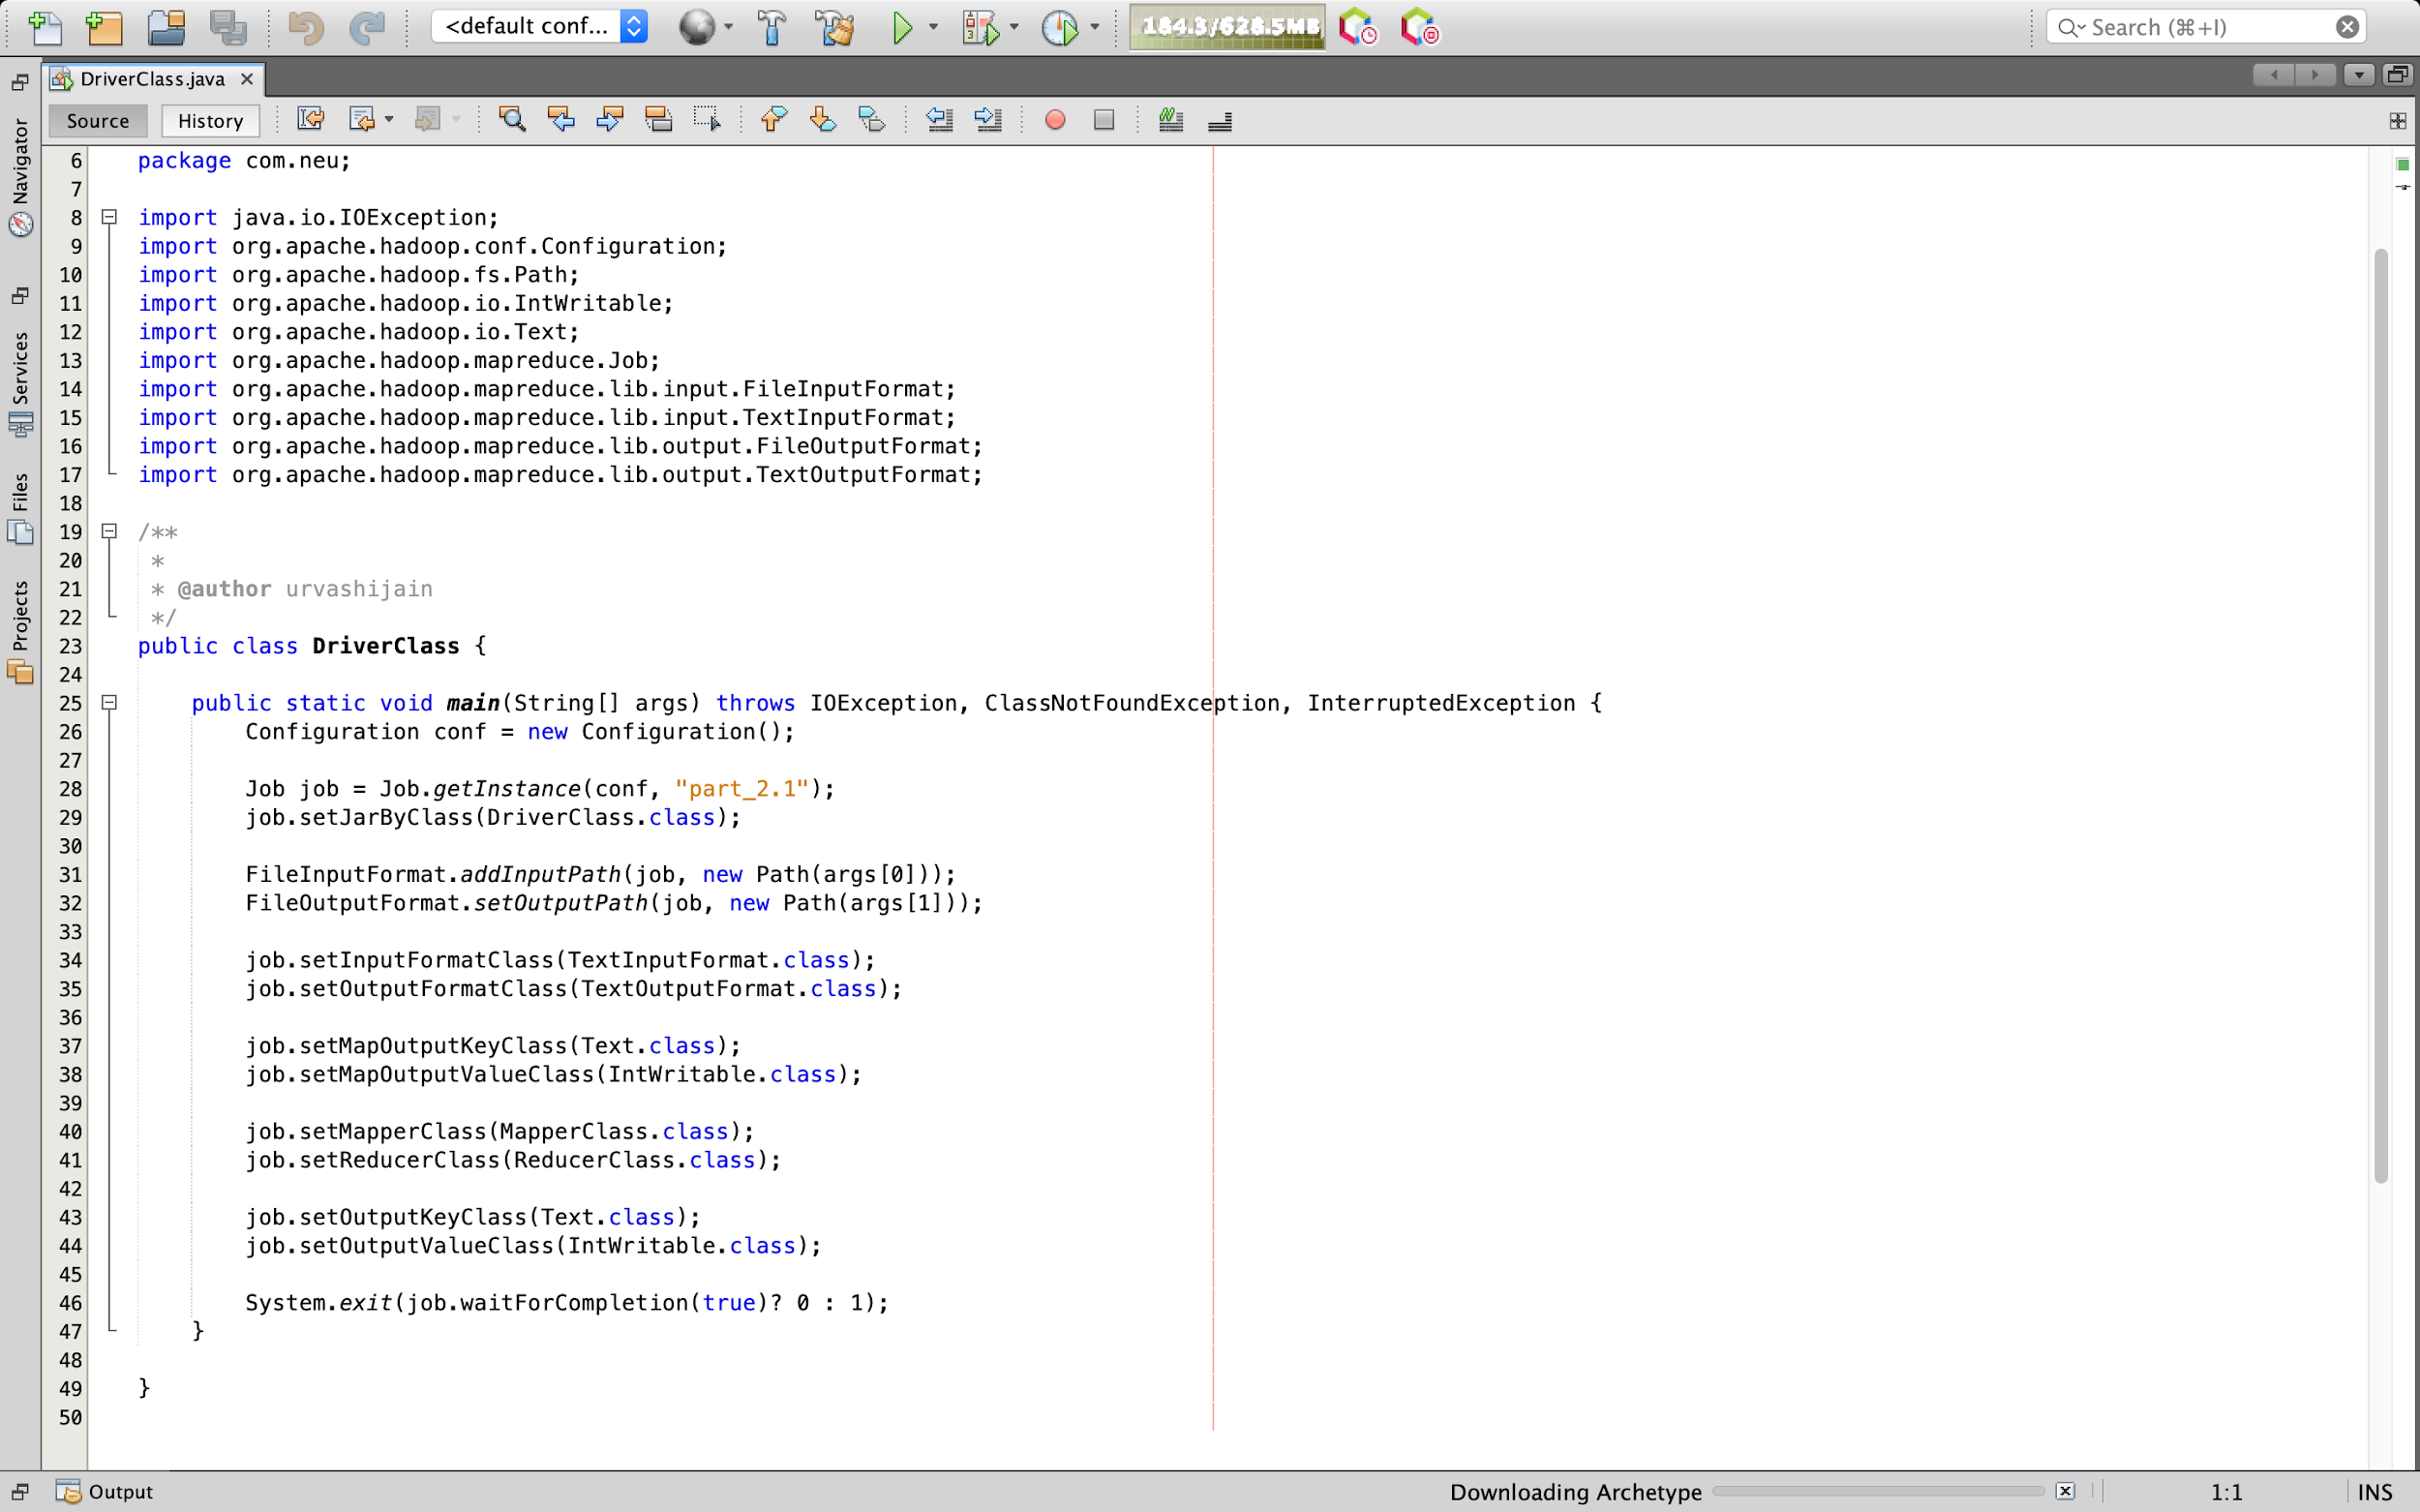 <default conf...
184.3/628.5MB
Search (⌘+I)
DriverClass.java
Source
History
Navigator
Services
Files
Projects
6 package com.neu;
7
8 import java.io.IOException;
9 import org.apache.hadoop.conf.Configuration;
10 import org.apache.hadoop.fs.Path;
11 import org.apache.hadoop.io.IntWritable;
12 import org.apache.hadoop.io.Text;
13 import org.apache.hadoop.mapreduce.Job;
14 import org.apache.hadoop.mapreduce.lib.input.FileInputFormat;
15 import org.apache.hadoop.mapreduce.lib.input.TextInputFormat;
16 import org.apache.hadoop.mapreduce.lib.output.FileOutputFormat;
17 import org.apache.hadoop.mapreduce.lib.output.TextOutputFormat;
18
19 /**
20  *
21  * @author urvashijain
22  */
23 public class DriverClass {
24
25     public static void main(String[] args) throws IOException, ClassNotFoundException, InterruptedException {
26         Configuration conf = new Configuration();
27
28         Job job = Job.getInstance(conf, "part_2.1");
29         job.setJarByClass(DriverClass.class);
30
31         FileInputFormat.addInputPath(job, new Path(args[0]));
32         FileOutputFormat.setOutputPath(job, new Path(args[1]));
33
34         job.setInputFormatClass(TextInputFormat.class);
35         job.setOutputFormatClass(TextOutputFormat.class);
36
37         job.setMapOutputKeyClass(Text.class);
38         job.setMapOutputValueClass(IntWritable.class);
39
40         job.setMapperClass(MapperClass.class);
41         job.setReducerClass(ReducerClass.class);
42
43         job.setOutputKeyClass(Text.class);
44         job.setOutputValueClass(IntWritable.class);
45
46         System.exit(job.waitForCompletion(true)? 0 : 1);
47     }
48
49 }
50
Output
Downloading Archetype
1:1
INS